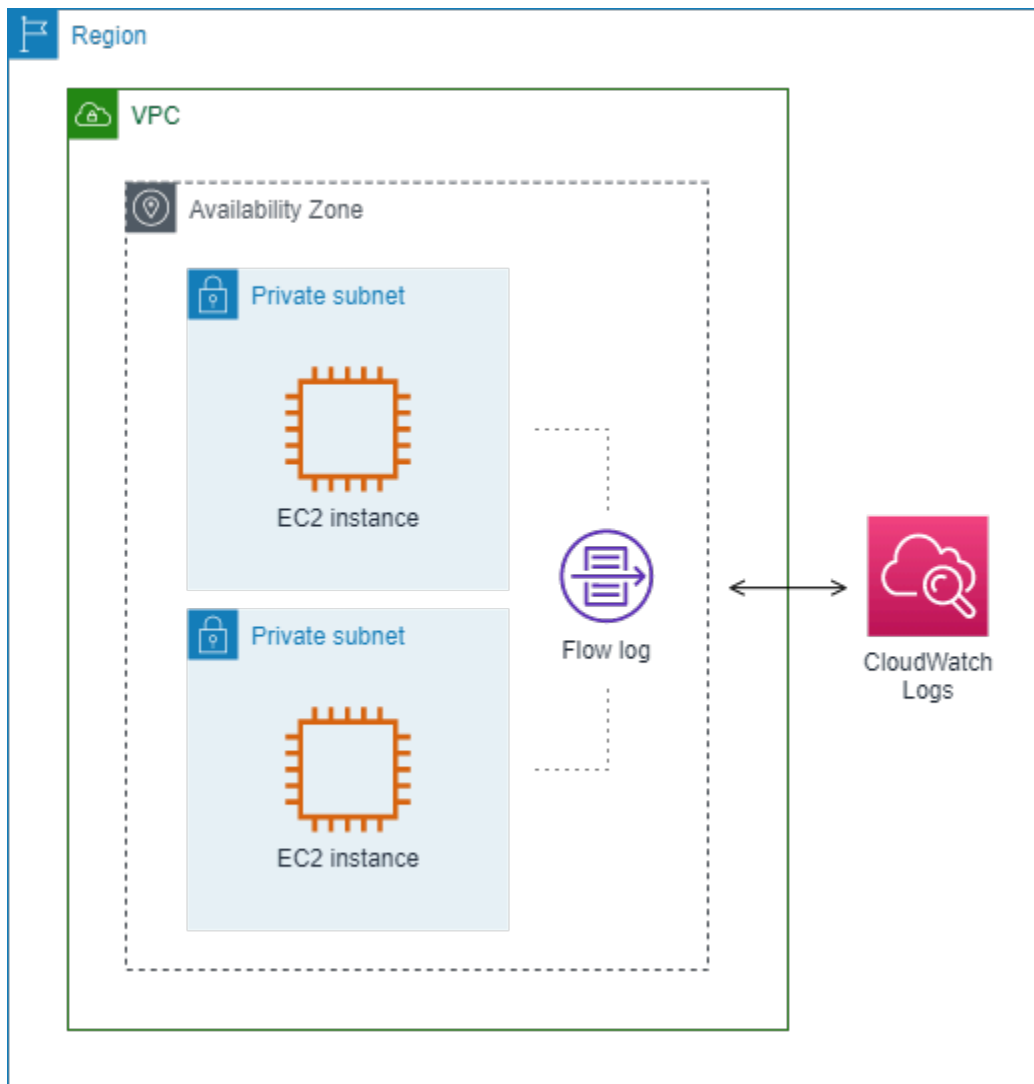 Region
VPC
Availability Zone
Private subnet
EC2 instance
Flow log
Private subnet
EC2 instance
CloudWatch
Logs